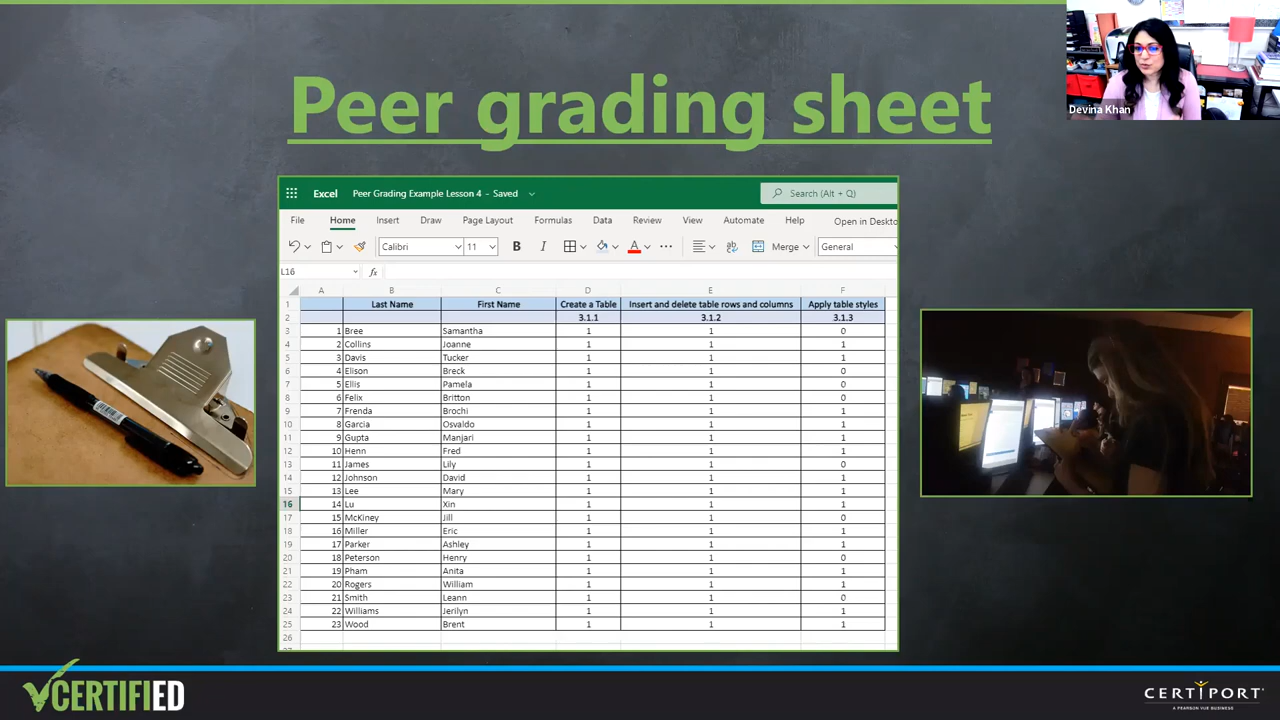 Peer grading sheet
Devina Khan
Excel Peer Grading Example Lesson 4 - Saved Search (Alt + Q)
File Home Insert Draw Page Layout Formulas Data Review View Automate Help Open in Deskto
Calibri 11 B I A ab Merge General
L16 fx
A B C D E F
1 Last Name First Name Create a Table Insert and delete table rows and columns Apply table styles
2 3.1.1 3.1.2 3.1.3
3 1 Bree Samantha 1 1 0
4 2 Collins Joanne 1 1 1
5 3 Davis Tucker 1 1 1
6 4 Elison Breck 1 1 0
7 5 Ellis Pamela 1 1 0
8 6 Felix Britton 1 1 0
9 7 Frenda Brochi 1 1 1
10 8 Garcia Osvaldo 1 1 1
11 9 Gupta Manjari 1 1 1
12 10 Henn Fred 1 1 1
13 11 James Lily 1 1 0
14 12 Johnson David 1 1 1
15 13 Lee Mary 1 1 1
16 14 Lu Xin 1 1 1
17 15 McKiney Jill 1 1 0
18 16 Miller Eric 1 1 1
19 17 Parker Ashley 1 1 1
20 18 Peterson Henry 1 1 0
21 19 Pham Anita 1 1 1
22 20 Rogers William 1 1 1
23 21 Smith Leann 1 1 0
24 22 Williams Jerilyn 1 1 1
25 23 Wood Brent 1 1 1
26
CERTIFIED
CERTIPORT
A PEARSON VUE BUSINESS